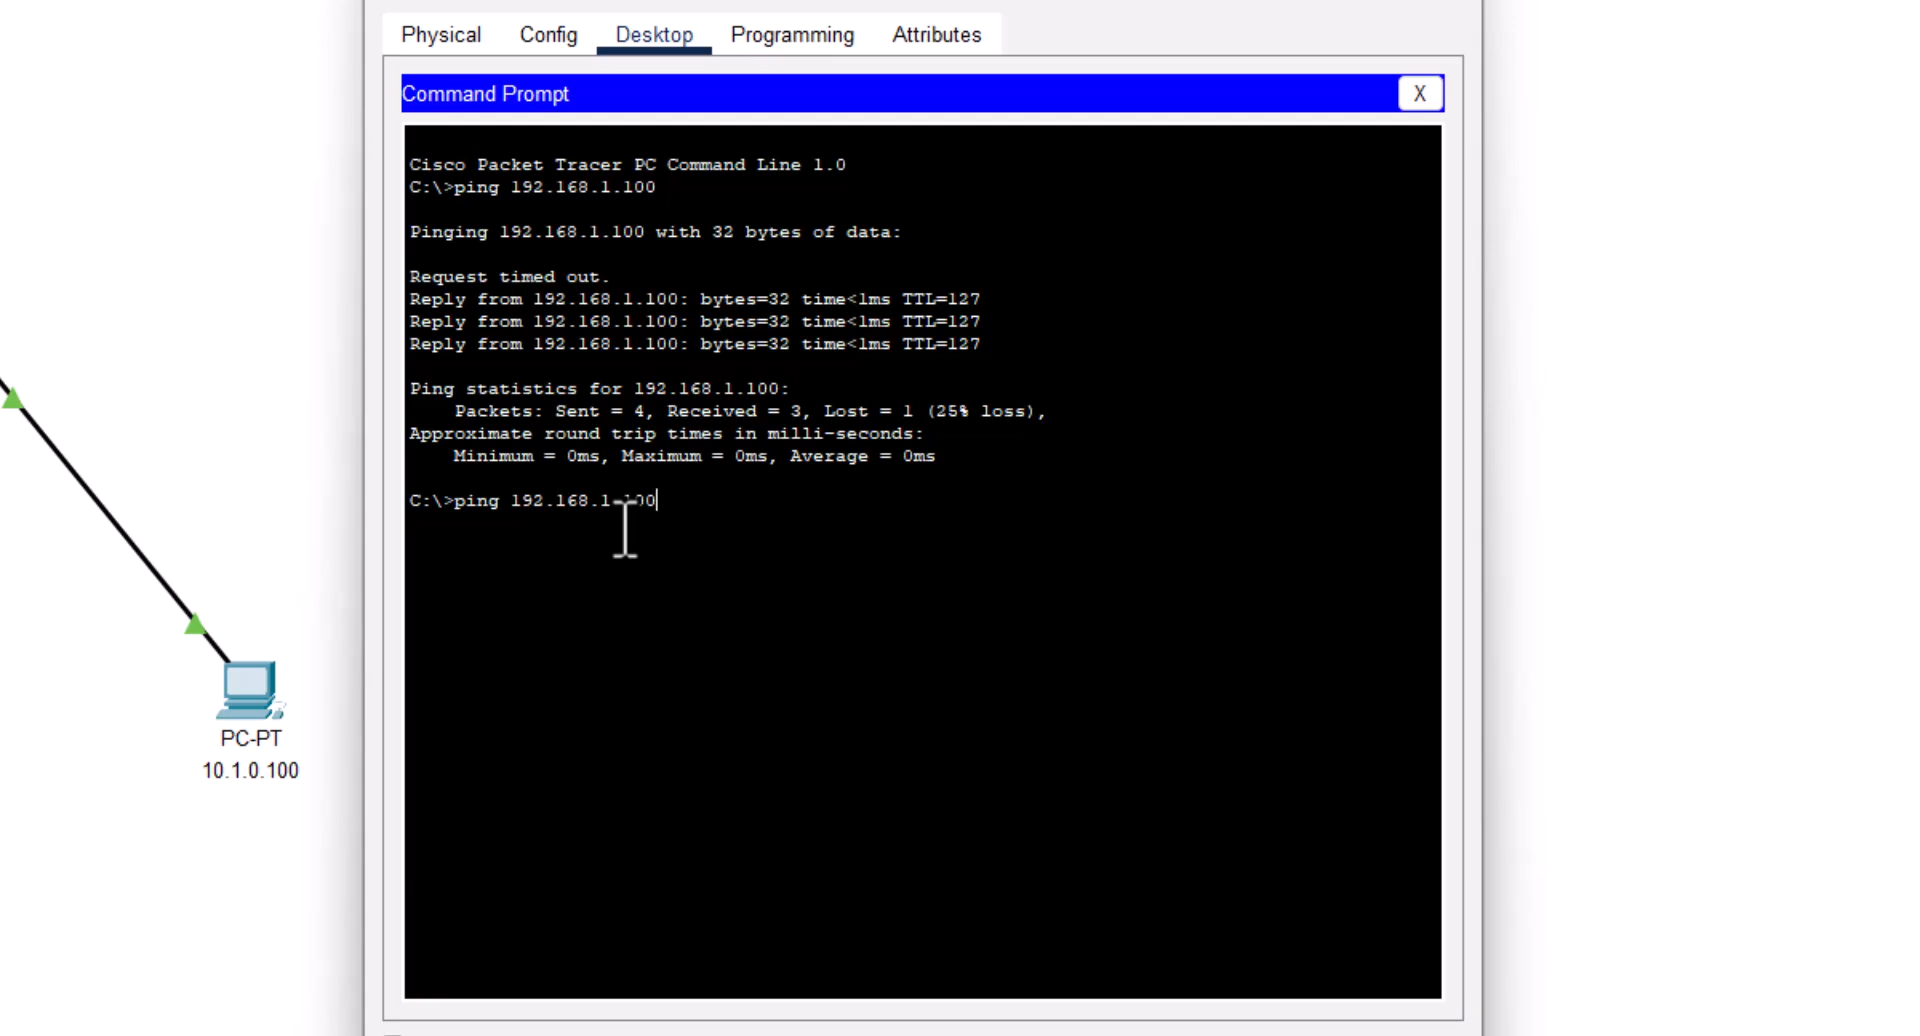 Physical Config Desktop Programming Attributes
Command Prompt X
Cisco Packet Tracer PC Command Line 1.0
C:\>ping 192.168.1.100
Pinging 192.168.1.100 with 32 bytes of data:
Request timed out.
Reply from 192.168.1.100: bytes=32 time<1ms TTL=127
Reply from 192.168.1.100: bytes=32 time<1ms TTL=127
Reply from 192.168.1.100: bytes=32 time<1ms TTL=127
Ping statistics for 192.168.1.100:
Packets: Sent = 4, Received = 3, Lost = 1 (25% loss),
Approximate round trip times in milli-seconds:
Minimum = 0ms, Maximum = 0ms, Average = 0ms
C:\>ping 192.168.1.100
PC-PT
10.1.0.100